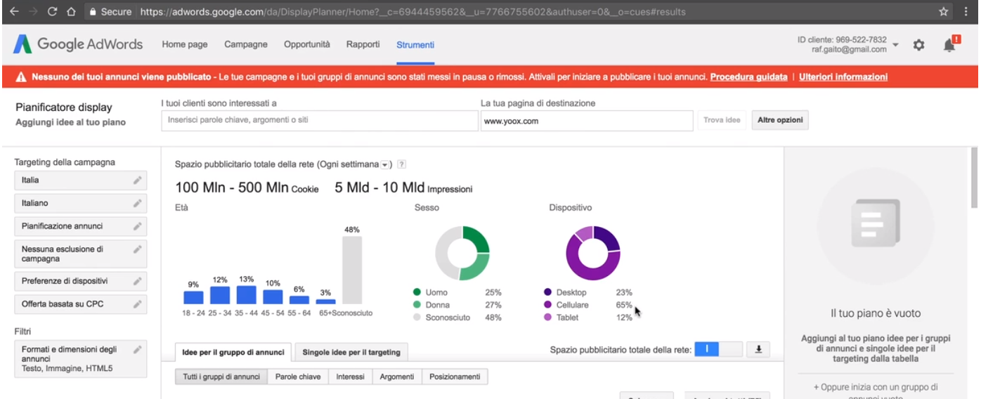 Secure https://adwords.google.com/da/DisplayPlanner/Home?__c=6944459562&__u=7766755602&authuser=0&__o=cues#results
Google AdWords Home page Campagne Opportunità Rapporti Strumenti
ID cliente: 969-522-7832
raf.gaito@gmail.com
!
Nessuno dei tuoi annunci viene pubblicato - Le tue campagne e i tuoi gruppi di annunci sono stati messi in pausa o rimossi. Attivali per iniziare a pubblicare i tuoi annunci. Procedura guidata | Ulteriori informazioni
Pianificatore display
Aggiungi idee al tuo piano
I tuoi clienti sono interessati a
Inserisci parole chiave, argomenti o siti
La tua pagina di destinazione
www.yoox.com
Trova idee
Altre opzioni
Targeting della campagna
Italia
Italiano
Pianificazione annunci
Nessuna esclusione di
campagna
Preferenze di dispositivi
Offerta basata su CPC
Filtri
Formati e dimensioni degli
annunci
Testo, Immagine, HTML5
Spazio pubblicitario totale della rete (Ogni settimana) ?
100 Mln - 500 Mln Cookie 5 Mld - 10 Mld Impressioni
Età
9% 12% 13% 10% 6% 3% 48%
18 - 24 25 - 34 35 - 44 45 - 54 55 - 64 65+ Sconosciuto
Sesso
Uomo 25%
Donna 27%
Sconosciuto 48%
Dispositivo
Desktop 23%
Cellulare 65%
Tablet 12%
Idee per il gruppo di annunci Singole idee per il targeting
Spazio pubblicitario totale della rete:
Tutti i gruppi di annunci Parole chiave Interessi Argomenti Posizionamenti
Il tuo piano è vuoto
Aggiungi al tuo piano idee per i gruppi
di annunci e singole idee per il
targeting dalla tabella
+ Oppure inizia con un gruppo di
annunci vuoto